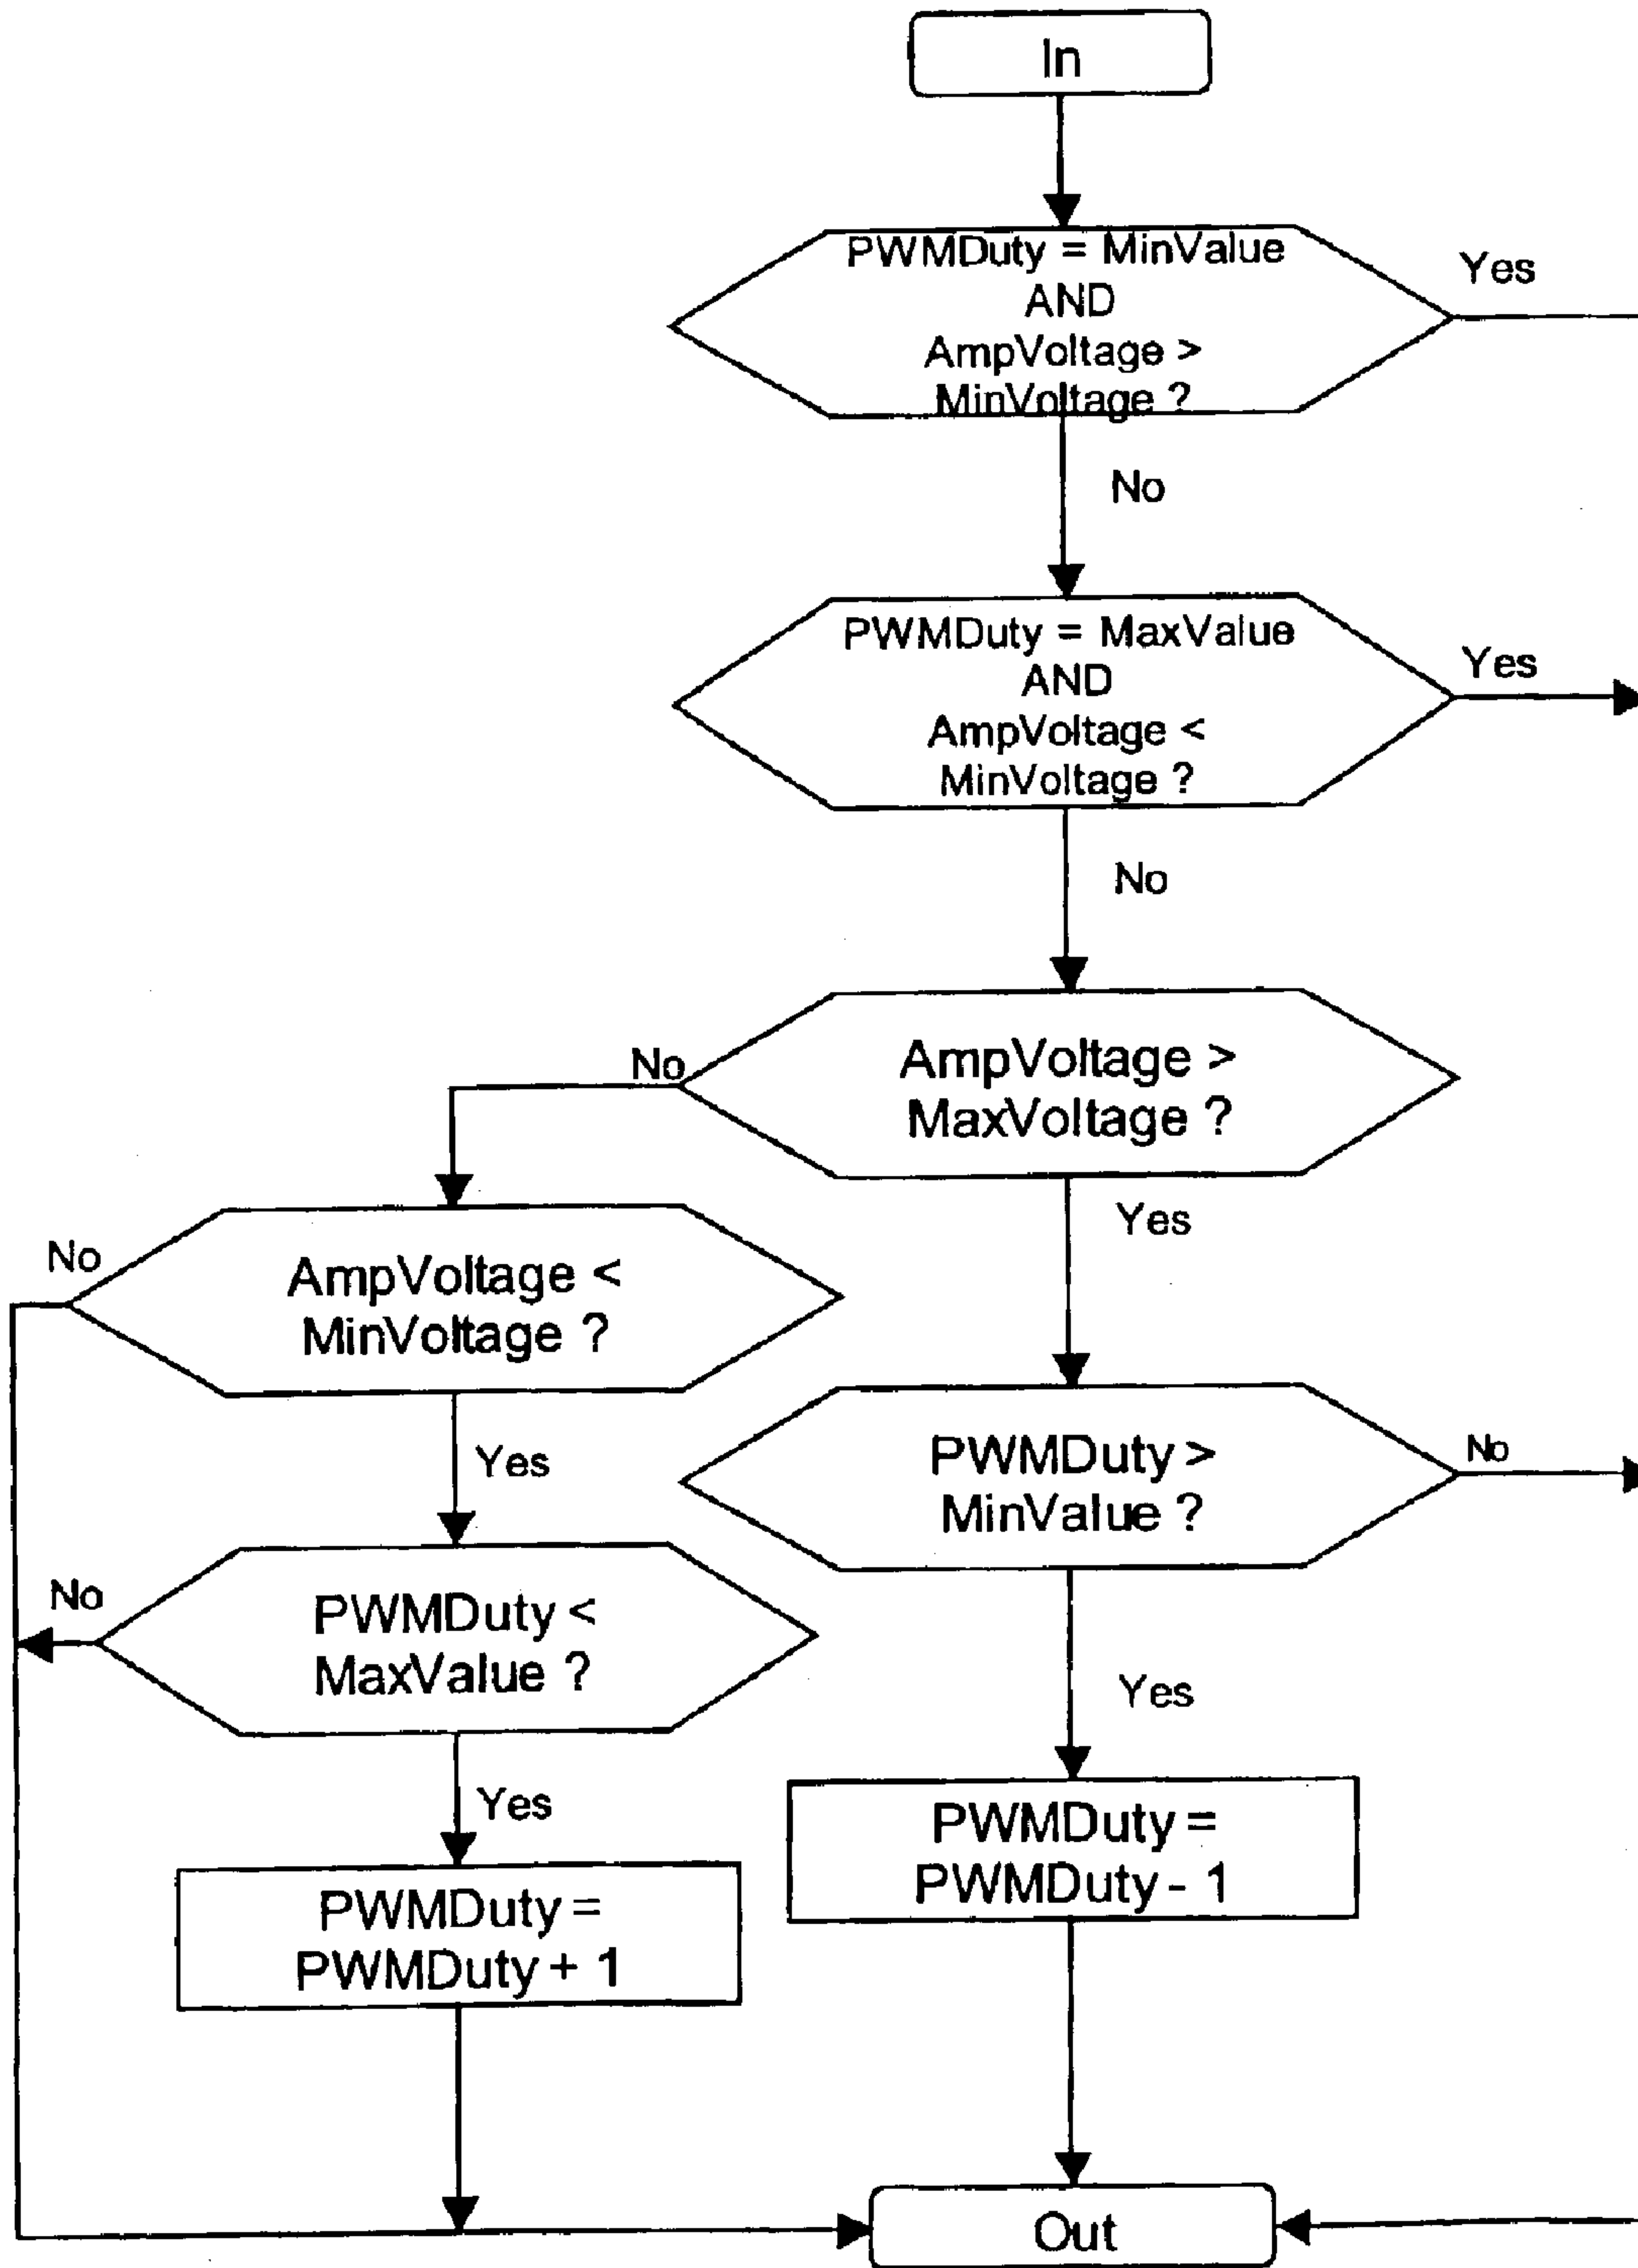 In
PWMDuty = MinValue
AND
AmpVoltage >
MinVoltage ?
Yes
No
PWMDuty = MaxValue
AND
AmpVoltage <
MinVoltage ?
Yes
No
AmpVoltage >
MaxVoltage ?
No
Yes
AmpVoltage <
MinVoltage ?
No
Yes
PWMDuty >
MinValue ?
No
Yes
PWMDuty <
MaxValue ?
No
Yes
PWMDuty =
PWMDuty - 1
PWMDuty =
PWMDuty + 1
Out